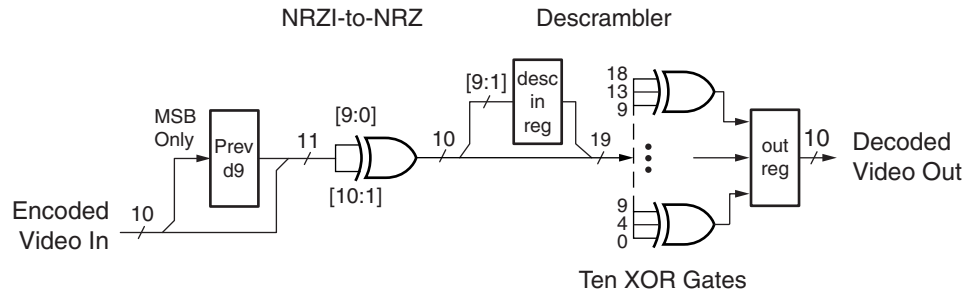 NRZI-to-NRZ
Descrambler
MSB
Only
Prev
d9
11
[9:0]
[10:1]
10
[9:1]
desc
in
reg
19
18
13
9
9
4
0
out
reg
10
Decoded
Video Out
Encoded
Video In
10
Ten XOR Gates